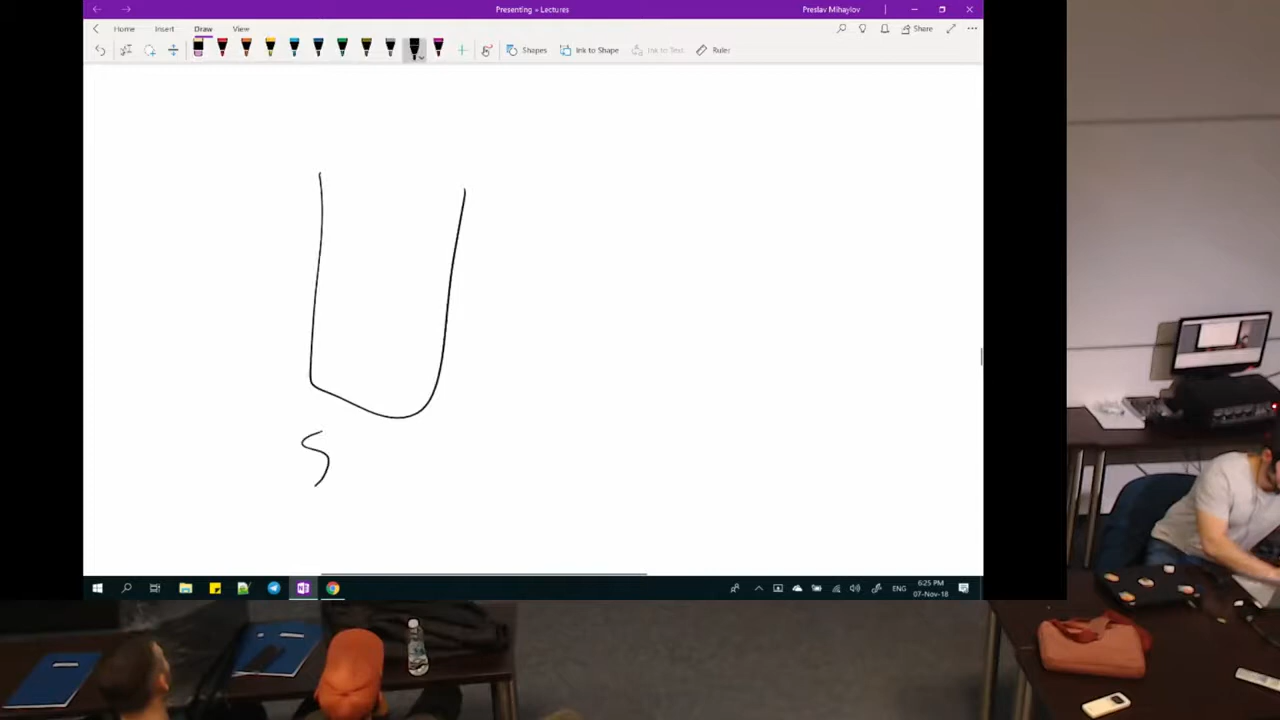 Presenting » Lectures
Preslav Mihaylov
Home Insert Draw View
Share
Shapes
Ink to Shape
Ink to Text
Ruler
S
ENG
6:25 PM
07-Nov-18